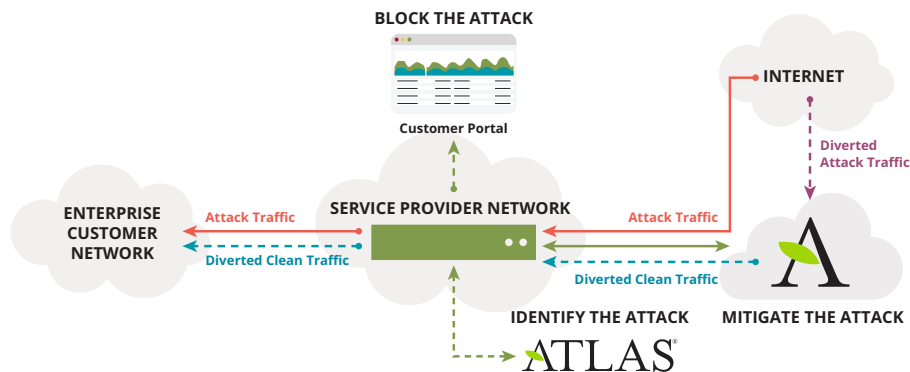 BLOCK THE ATTACK
Customer Portal
INTERNET
Diverted
Attack Traffic
ENTERPRISE
CUSTOMER
NETWORK
Attack Traffic
Diverted Clean Traffic
SERVICE PROVIDER NETWORK
Attack Traffic
Diverted Clean Traffic
A
MITIGATE THE ATTACK
IDENTIFY THE ATTACK
ATLAS®